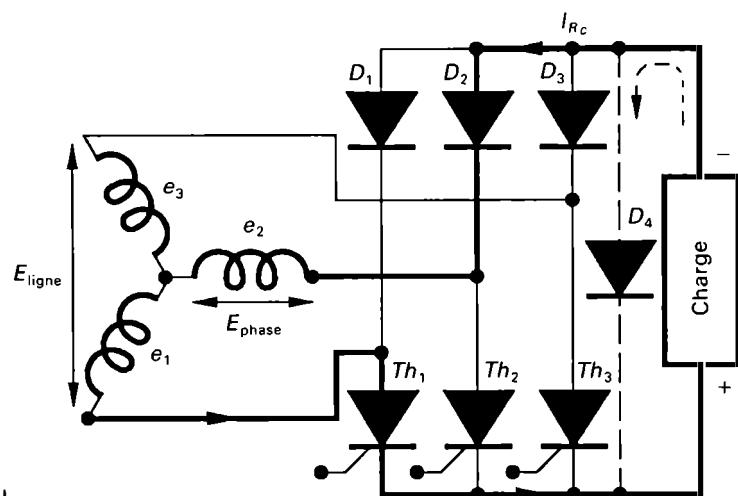 I_Rc
D₁
D₂
D₃
−
e₃
e₂
D₄
E_ligne
Charge
E_phase
e₁
Th₁
Th₂
Th₃
+